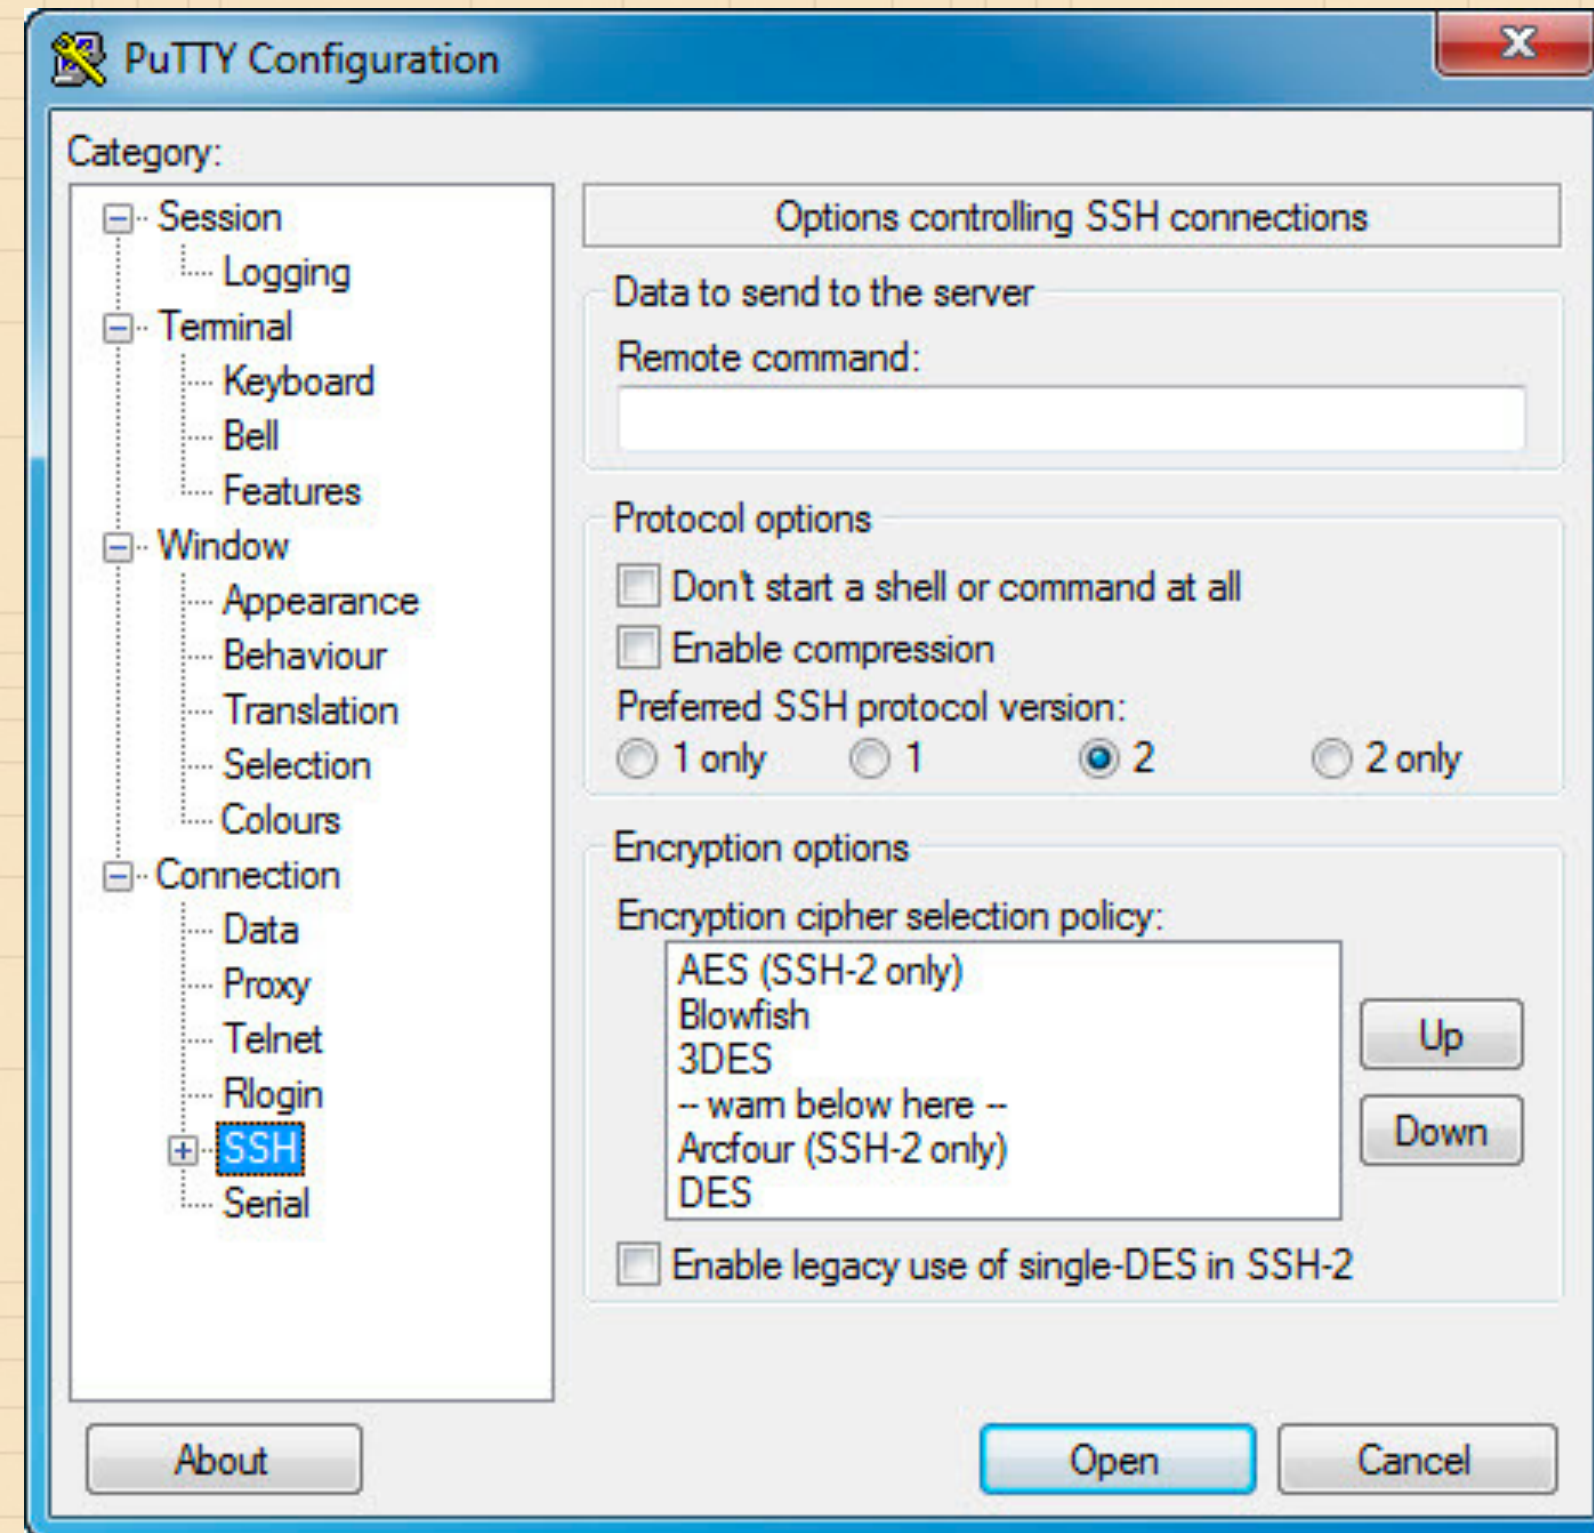 PuTTY Configuration
X
Category:
Session
Logging
Terminal
Keyboard
Bell
Features
Window
Appearance
Behaviour
Translation
Selection
Colours
Connection
Data
Proxy
Telnet
Rlogin
SSH
Serial
Options controlling SSH connections
Data to send to the server
Remote command:
Protocol options
Don't start a shell or command at all
Enable compression
Preferred SSH protocol version:
1 only 1 2 2 only
Encryption options
Encryption cipher selection policy:
AES (SSH-2 only)
Blowfish
3DES
-- warn below here --
Arcfour (SSH-2 only)
DES
Up
Down
Enable legacy use of single-DES in SSH-2
About
Open
Cancel